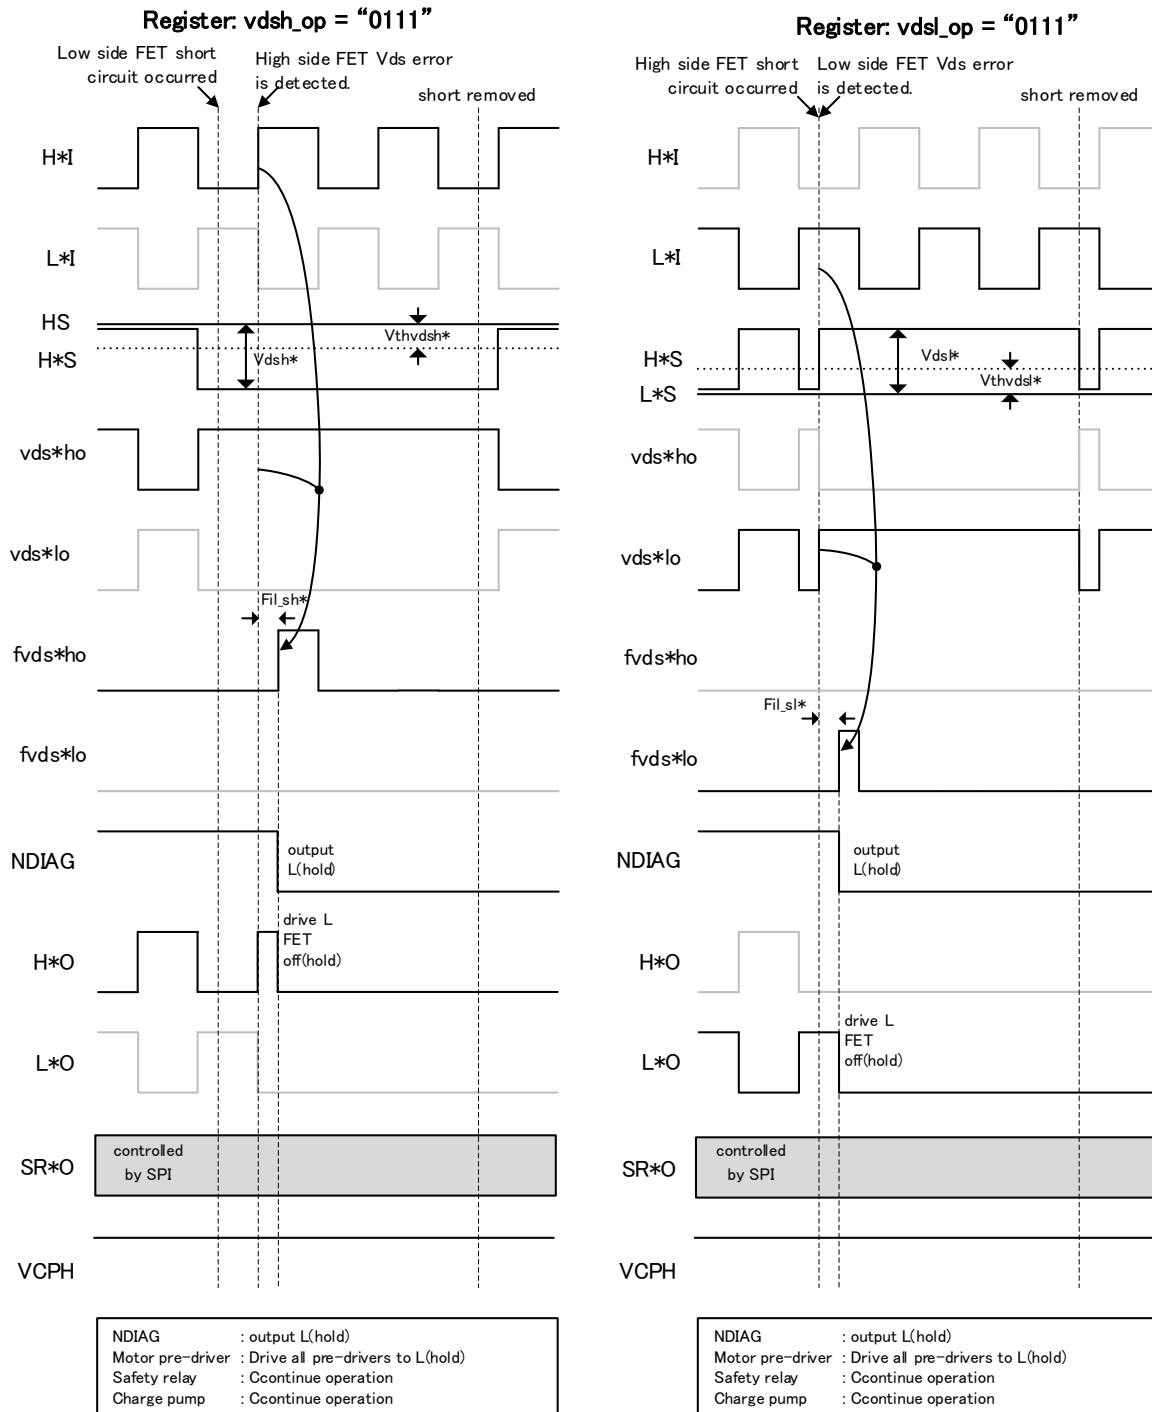 Register: vdsh_op = “0111”
Low side FET short
circuit occurred
High side FET Vds error
is detected.
short removed
H*I
L*I
HS
H*S
Vdsh*
Vthvdsh*
vds*ho
vds*lo
Fil_sh*
fvds*ho
fvds*lo
NDIAG
output
L(hold)
H*O
drive L
FET
off(hold)
L*O
SR*O
controlled
by SPI
VCPH
NDIAG : output L(hold)
Motor pre-driver : Drive all pre-drivers to L(hold)
Safety relay : Ccontinue operation
Charge pump : Ccontinue operation
Register: vdsl_op = “0111”
High side FET short
circuit occurred
Low side FET Vds error
is detected.
short removed
H*I
L*I
H*S
L*S
Vdsl*
Vthvdsl*
vds*ho
vds*lo
fvds*ho
Fil_sl*
fvds*lo
NDIAG
output
L(hold)
H*O
L*O
drive L
FET
off(hold)
SR*O
controlled
by SPI
VCPH
NDIAG : output L(hold)
Motor pre-driver : Drive all pre-drivers to L(hold)
Safety relay : Ccontinue operation
Charge pump : Ccontinue operation